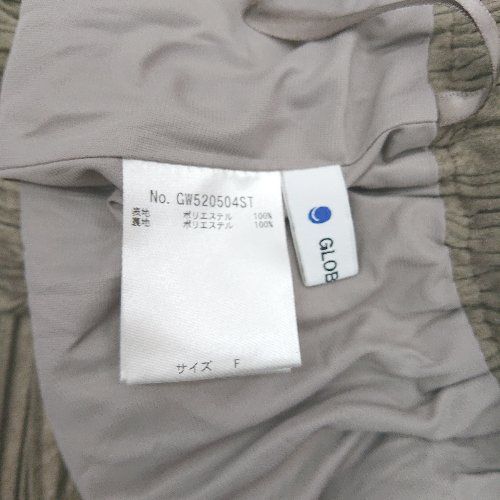 No. GW520504ST
表地 ポリエステル 100%
裏地 ポリエステル 100%
サイズ F
GLOB